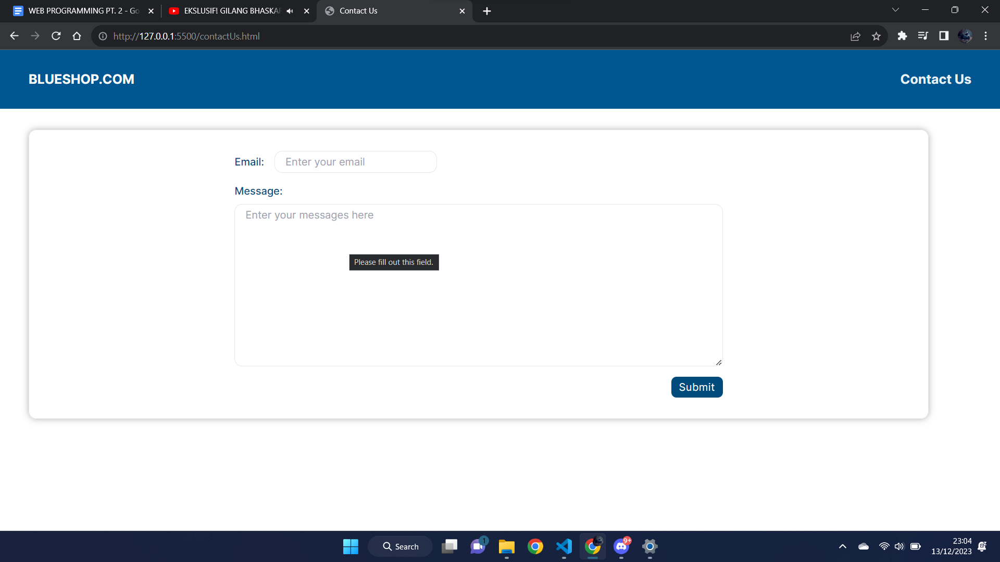 WEB PROGRAMMING PT. 2 - Go
EKSLUSIF! GILANG BHASKAR
Contact Us
http://127.0.0.1:5500/contactUs.html
BLUESHOP.COM
Contact Us
Email:
Enter your email
Message:
Enter your messages here
Please fill out this field.
Submit
Search
1
9+
23:04
13/12/2023